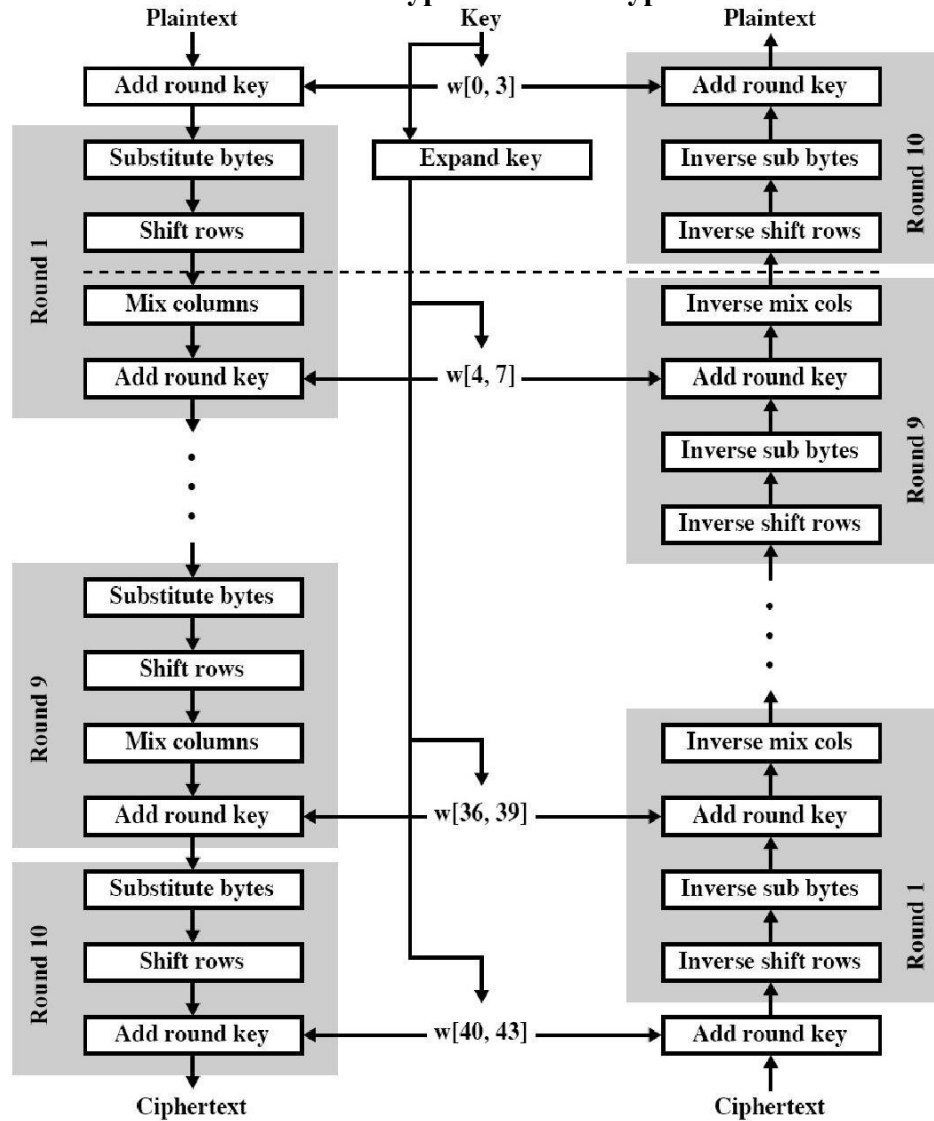 Plaintext
Add round key
Round 1
Substitute bytes
Shift rows
Mix columns
Add round key
Round 9
Substitute bytes
Shift rows
Mix columns
Add round key
Round 10
Substitute bytes
Shift rows
Add round key
Ciphertext
Key
w[0, 3]
Expand key
w[4, 7]
w[36, 39]
w[40, 43]
Plaintext
Add round key
Inverse sub bytes
Inverse shift rows
Round 10
Inverse mix cols
Add round key
Inverse sub bytes
Inverse shift rows
Round 9
Inverse mix cols
Add round key
Inverse sub bytes
Inverse shift rows
Round 1
Add round key
Ciphertext